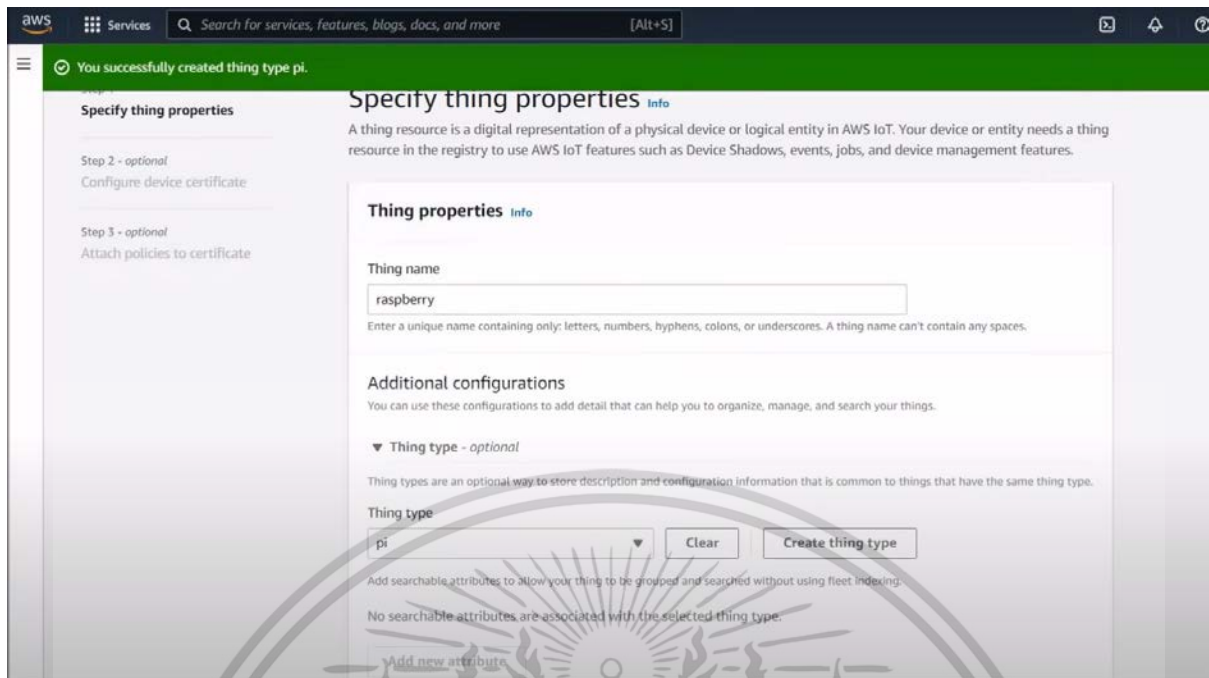 aws
Services
Search for services, features, blogs, docs, and more
[Alt+S]
You successfully created thing type pi.
Specify thing properties
Step 2 - optional
Configure device certificate
Step 3 - optional
Attach policies to certificate
Specify thing properties Info
A thing resource is a digital representation of a physical device or logical entity in AWS IoT. Your device or entity needs a thing
resource in the registry to use AWS IoT features such as Device Shadows, events, jobs, and device management features.
Thing properties Info
Thing name
raspberry
Enter a unique name containing only: letters, numbers, hyphens, colons, or underscores. A thing name can't contain any spaces.
Additional configurations
You can use these configurations to add detail that can help you to organize, manage, and search your things.
Thing type - optional
Thing types are an optional way to store description and configuration information that is common to things that have the same thing type.
Thing type
pi
Clear
Create thing type
Add searchable attributes to allow your thing to be grouped and searched without using fleet indexing.
No searchable attributes are associated with the selected thing type.
Add new attribute